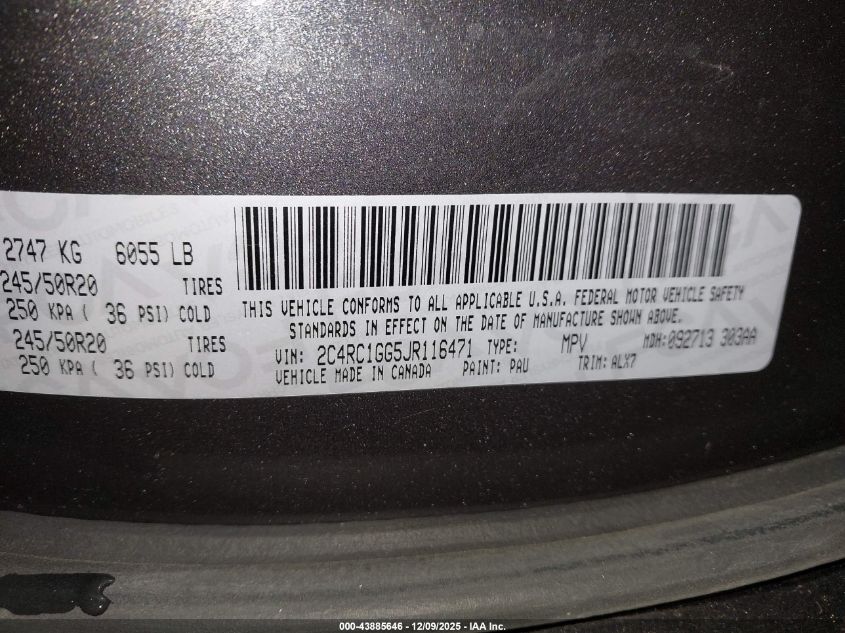 2747 KG 6055 LB
245/50R20 TIRES
250 KPA ( 36 PSI) COLD
245/50R20 TIRES
250 KPA ( 36 PSI) COLD
THIS VEHICLE CONFORMS TO ALL APPLICABLE U.S.A. FEDERAL MOTOR VEHICLE SAFETY
STANDARDS IN EFFECT ON THE DATE OF MANUFACTURE SHOWN ABOVE.
VIN: 2C4RC1GG5JR116471 TYPE: MPV MDH:092713 303AA
VEHICLE MADE IN CANADA PAINT: PAU TRIM: ALX7
000-43885646 - 12/09/2025 - IAA Inc.